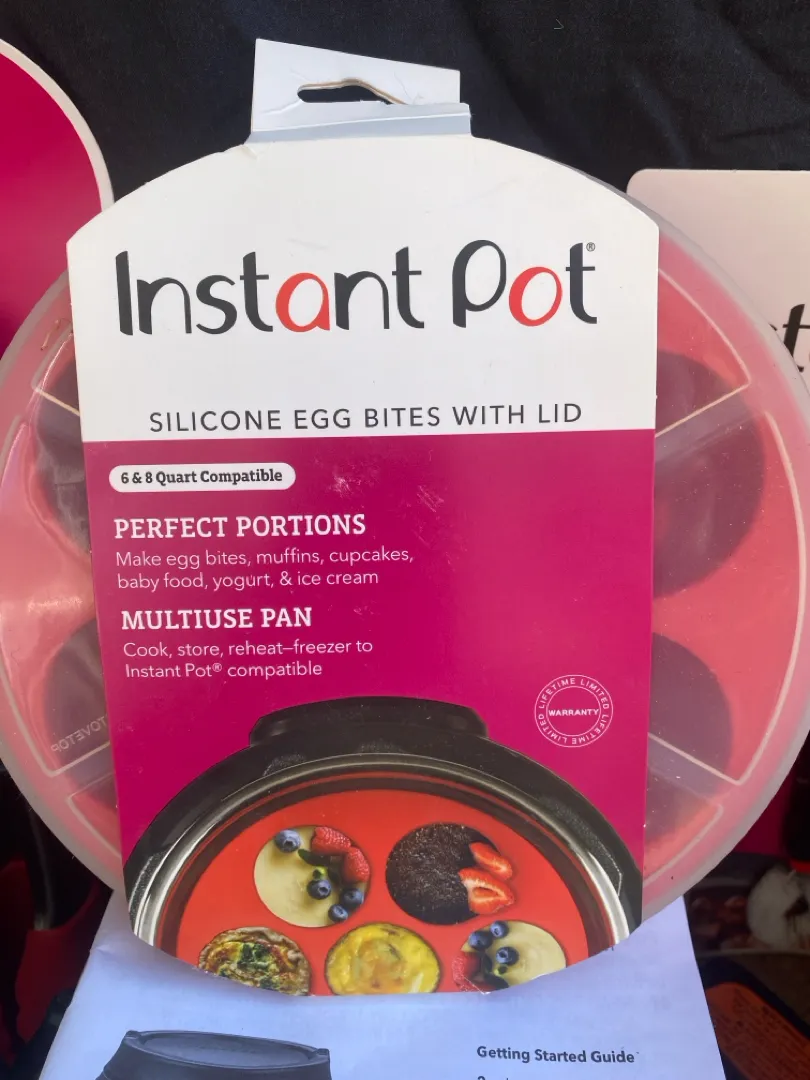 Instant Pot®
SILICONE EGG BITES WITH LID
6 & 8 Quart Compatible
PERFECT PORTIONS
Make egg bites, muffins, cupcakes,
baby food, yogurt, & ice cream
MULTIUSE PAN
Cook, store, reheat–freezer to
Instant Pot® compatible
LIFETIME LIMITED
WARRANTY
LIFETIME LIMITED
TOVETOP
Getting Started Guide